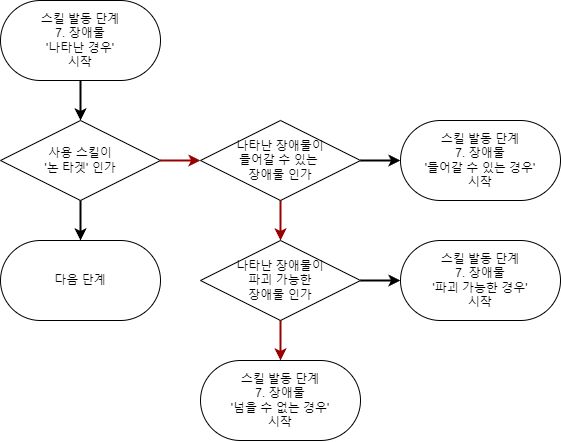 스킬 발동 단계
7. 장애물
'나타난 경우'
시작
사용 스킬이
'논 타겟' 인가
나타난 장애물이
들어갈 수 있는
장애물 인가
스킬 발동 단계
7. 장애물
'들어갈 수 있는 경우'
시작
다음 단계
나타난 장애물이
파괴 가능한
장애물 인가
스킬 발동 단계
7. 장애물
'파괴 가능한 경우'
시작
스킬 발동 단계
7. 장애물
'넘을 수 없는 경우'
시작